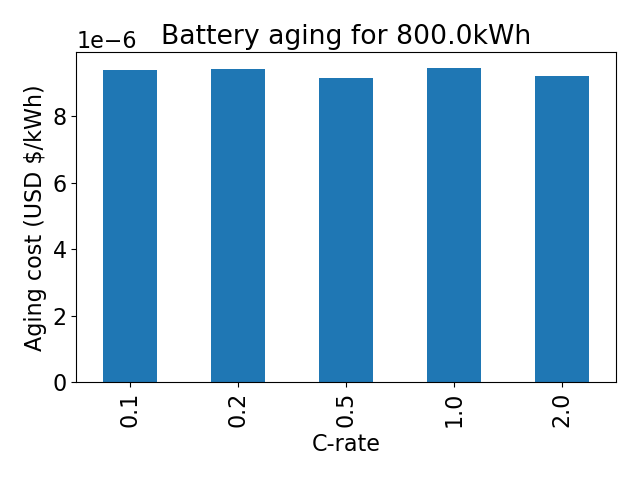 Battery aging for 800.0kWh
1e−6
8
6
4
2
0
Aging cost (USD $/kWh)
0.1
0.2
0.5
1.0
2.0
C-rate